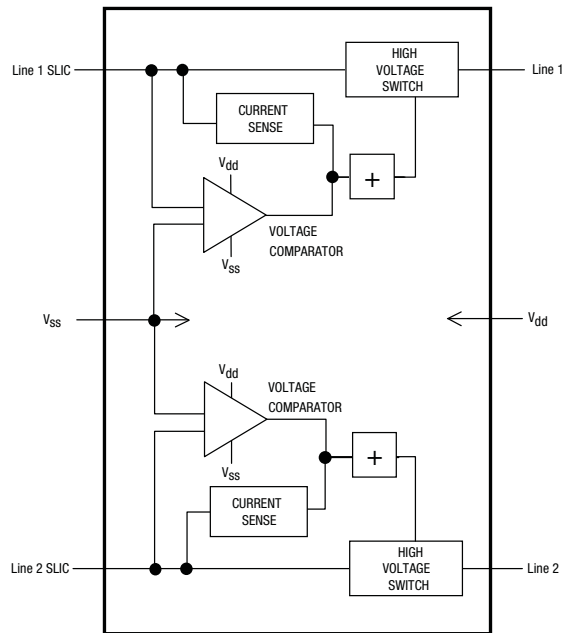 Line 1 SLIC
HIGH
VOLTAGE
SWITCH
Line 1
CURRENT
SENSE
+
Vdd
VOLTAGE
COMPARATOR
Vss
Vss
Vdd
Vdd
VOLTAGE
COMPARATOR
+
Vss
CURRENT
SENSE
HIGH
VOLTAGE
SWITCH
Line 2 SLIC
Line 2